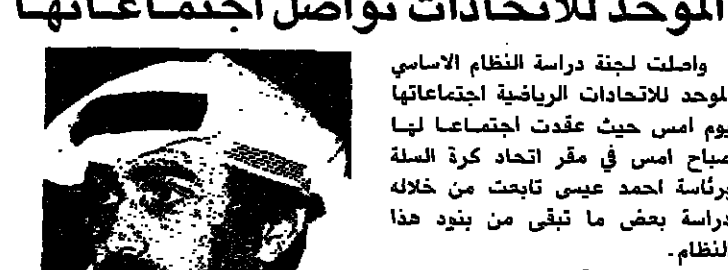 الموحد للاتحادات تواصل اجتماعاتها
واصلت لجنة دراسة النظام الاساسي
لموحد للاتحادات الرياضية اجتماعاتها
يوم امس حيث عقدت اجتماعا لها
صباح امس في مقر اتحاد كرة السلة
برئاسة احمد عيسى تابعت من خلاله
دراسة بعض ما تبقى من بنود هذا
لنظام .